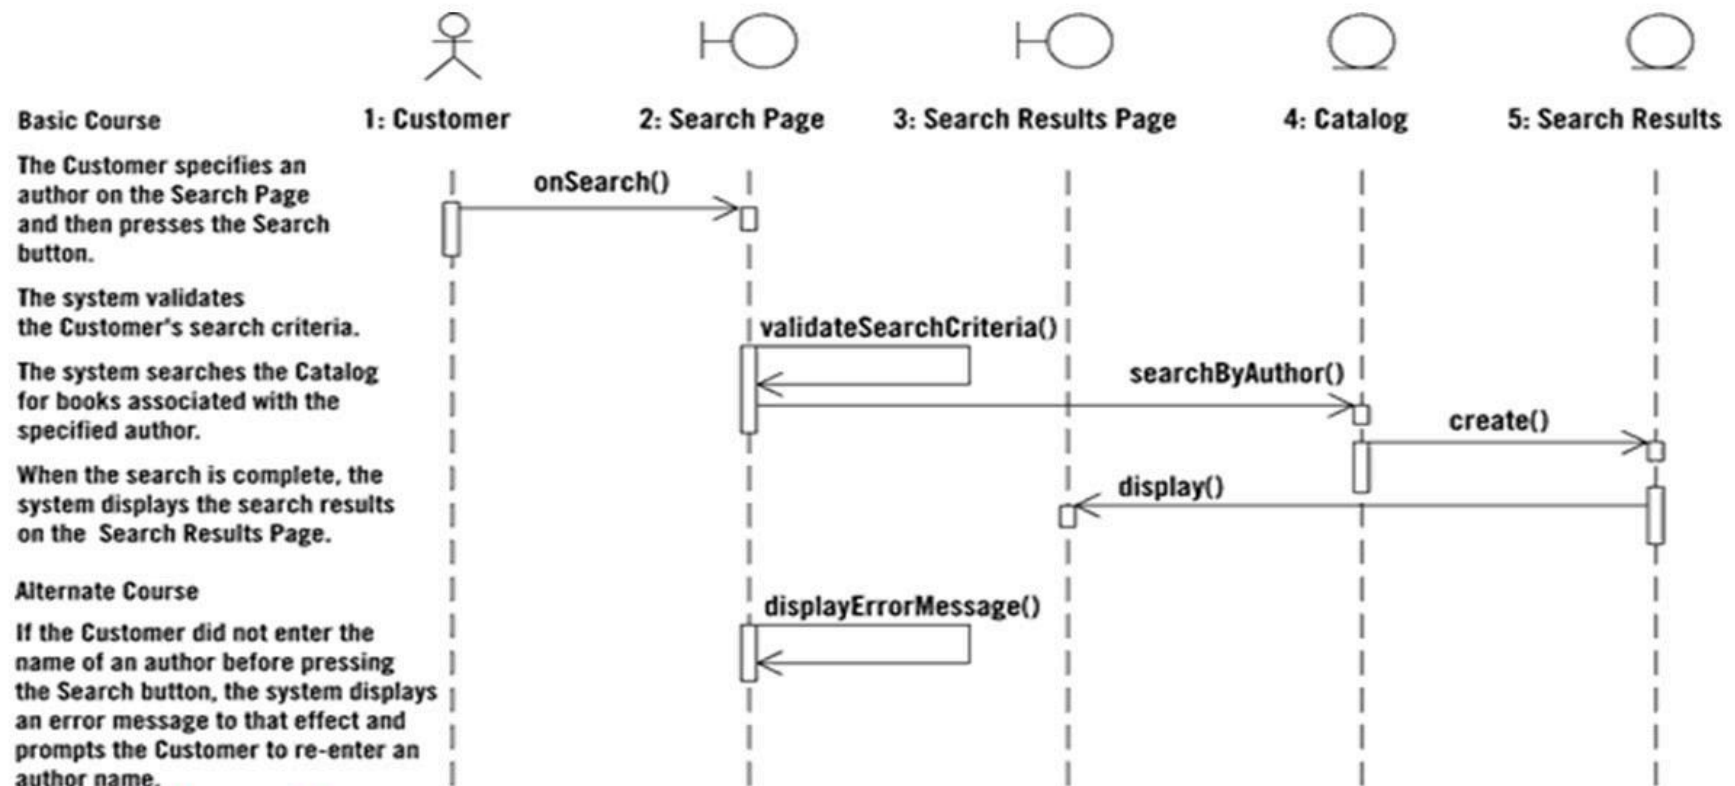 Basic Course
1: Customer
2: Search Page
3: Search Results Page
4: Catalog
5: Search Results
The Customer specifies an
author on the Search Page
and then presses the Search
button.
onSearch()
The system validates
the Customer's search criteria.
validateSearchCriteria()
The system searches the Catalog
for books associated with the
specified author.
searchByAuthor()
create()
When the search is complete, the
system displays the search results
on the Search Results Page.
display()
Alternate Course
displayErrorMessage()
If the Customer did not enter the
name of an author before pressing
the Search button, the system displays
an error message to that effect and
prompts the Customer to re-enter an
author name.